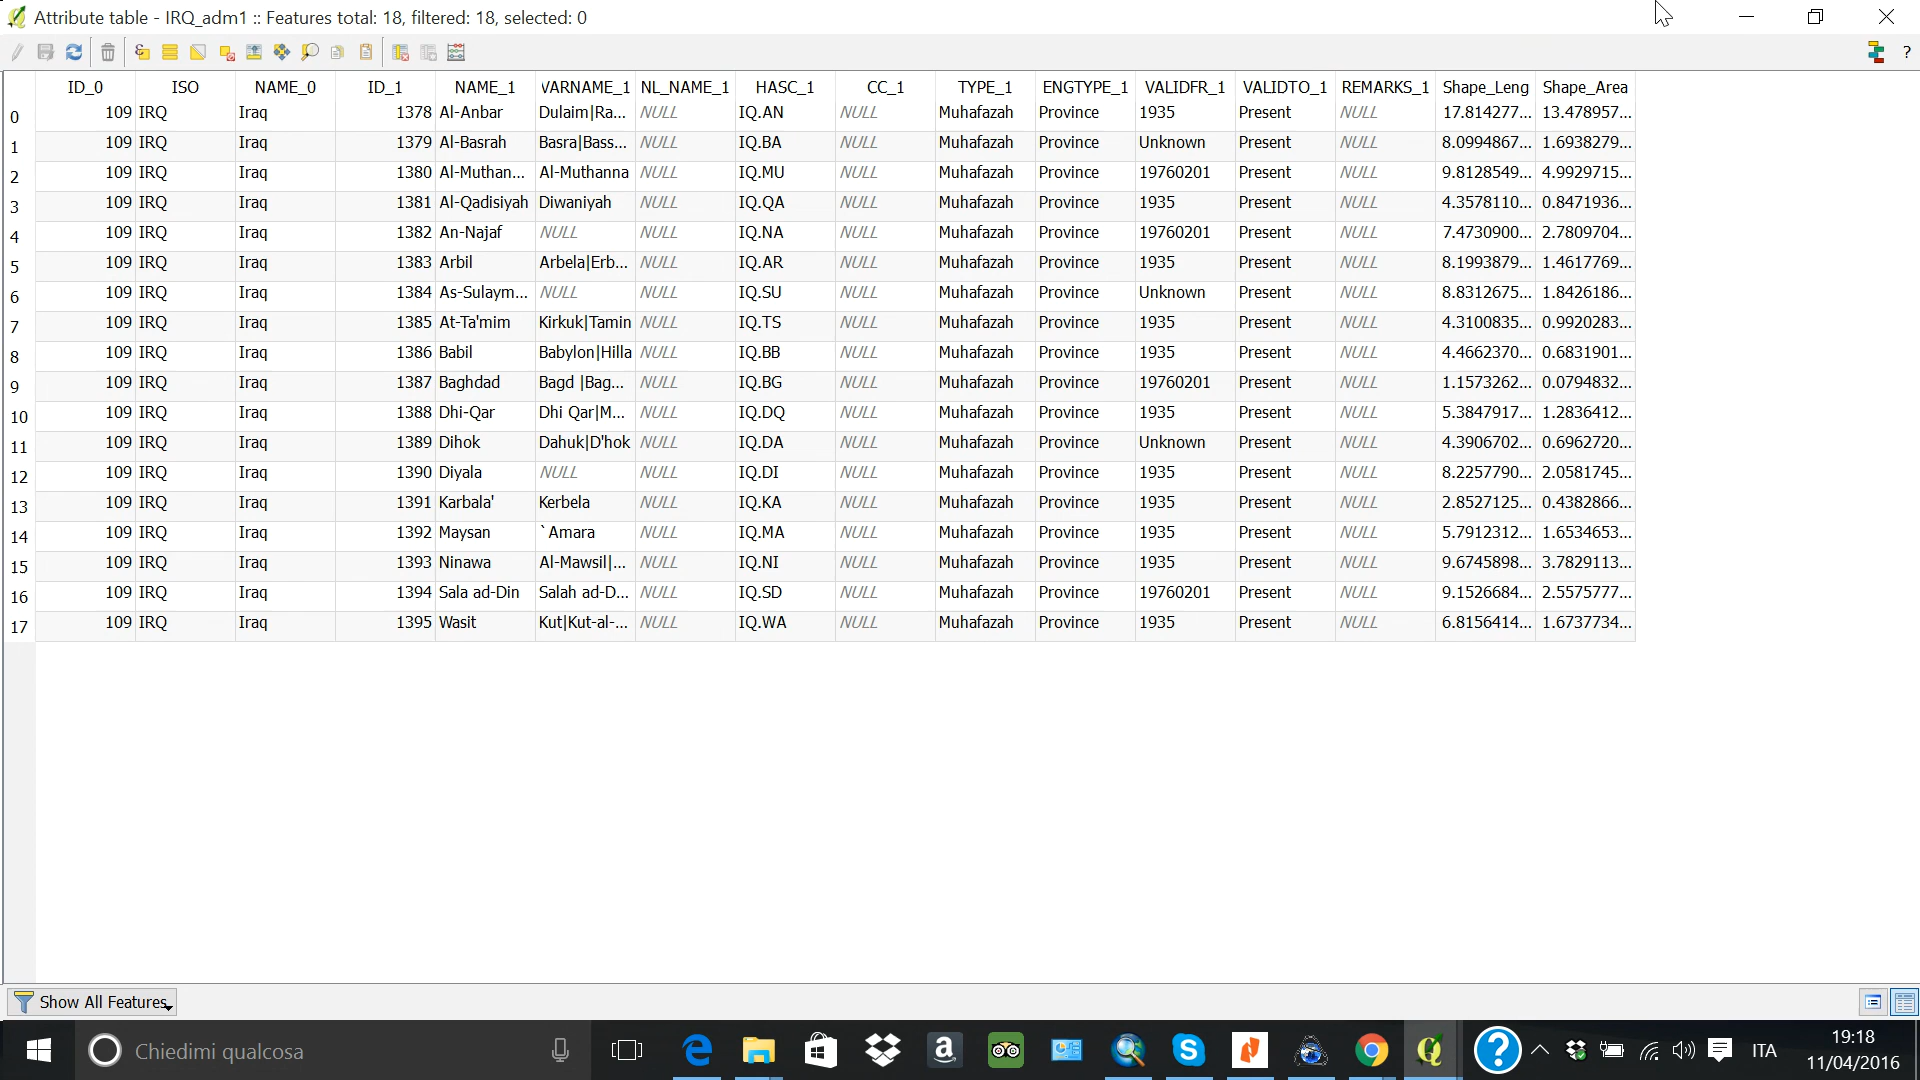 Attribute table - IRQ_adm1 :: Features total: 18, filtered: 18, selected: 0
?
ID_0 ISO NAME_0 ID_1 NAME_1 VARNAME_1 NL_NAME_1 HASC_1 CC_1 TYPE_1 ENGTYPE_1 VALIDFR_1 VALIDTO_1 REMARKS_1 Shape_Leng Shape_Area
0 109 IRQ Iraq 1378 Al-Anbar Dulaim|Ra... NULL IQ.AN NULL Muhafazah Province 1935 Present NULL 17.814277... 13.478957...
1 109 IRQ Iraq 1379 Al-Basrah Basra|Bass... NULL IQ.BA NULL Muhafazah Province Unknown Present NULL 8.0994867... 1.6938279...
2 109 IRQ Iraq 1380 Al-Muthan... Al-Muthanna NULL IQ.MU NULL Muhafazah Province 19760201 Present NULL 9.8128549... 4.9929715...
3 109 IRQ Iraq 1381 Al-Qadisiyah Diwaniyah NULL IQ.QA NULL Muhafazah Province 1935 Present NULL 4.3578110... 0.8471936...
4 109 IRQ Iraq 1382 An-Najaf NULL NULL IQ.NA NULL Muhafazah Province 19760201 Present NULL 7.4730900... 2.7809704...
5 109 IRQ Iraq 1383 Arbil Arbela|Erb... NULL IQ.AR NULL Muhafazah Province 1935 Present NULL 8.1993879... 1.4617769...
6 109 IRQ Iraq 1384 As-Sulaym... NULL NULL IQ.SU NULL Muhafazah Province Unknown Present NULL 8.8312675... 1.8426186...
7 109 IRQ Iraq 1385 At-Ta'mim Kirkuk|Tamin NULL IQ.TS NULL Muhafazah Province 1935 Present NULL 4.3100835... 0.9920283...
8 109 IRQ Iraq 1386 Babil Babylon|Hilla NULL IQ.BB NULL Muhafazah Province 1935 Present NULL 4.4662370... 0.6831901...
9 109 IRQ Iraq 1387 Baghdad Bagd |Bag... NULL IQ.BG NULL Muhafazah Province 19760201 Present NULL 1.1573262... 0.0794832...
10 109 IRQ Iraq 1388 Dhi-Qar Dhi Qar|M... NULL IQ.DQ NULL Muhafazah Province 1935 Present NULL 5.3847917... 1.2836412...
11 109 IRQ Iraq 1389 Dihok Dahuk|D'hok NULL IQ.DA NULL Muhafazah Province Unknown Present NULL 4.3906702... 0.6962720...
12 109 IRQ Iraq 1390 Diyala NULL NULL IQ.DI NULL Muhafazah Province 1935 Present NULL 8.2257790... 2.0581745...
13 109 IRQ Iraq 1391 Karbala' Kerbela NULL IQ.KA NULL Muhafazah Province 1935 Present NULL 2.8527125... 0.4382866...
14 109 IRQ Iraq 1392 Maysan `Amara NULL IQ.MA NULL Muhafazah Province 1935 Present NULL 5.7912312... 1.6534653...
15 109 IRQ Iraq 1393 Ninawa Al-Mawsil|... NULL IQ.NI NULL Muhafazah Province 1935 Present NULL 9.6745898... 3.7829113...
16 109 IRQ Iraq 1394 Sala ad-Din Salah ad-D... NULL IQ.SD NULL Muhafazah Province 19760201 Present NULL 9.1526684... 2.5575777...
17 109 IRQ Iraq 1395 Wasit Kut|Kut-al-... NULL IQ.WA NULL Muhafazah Province 1935 Present NULL 6.8156414... 1.6737734...
Show All Features
Chiedimi qualcosa
ITA
19:18
11/04/2016